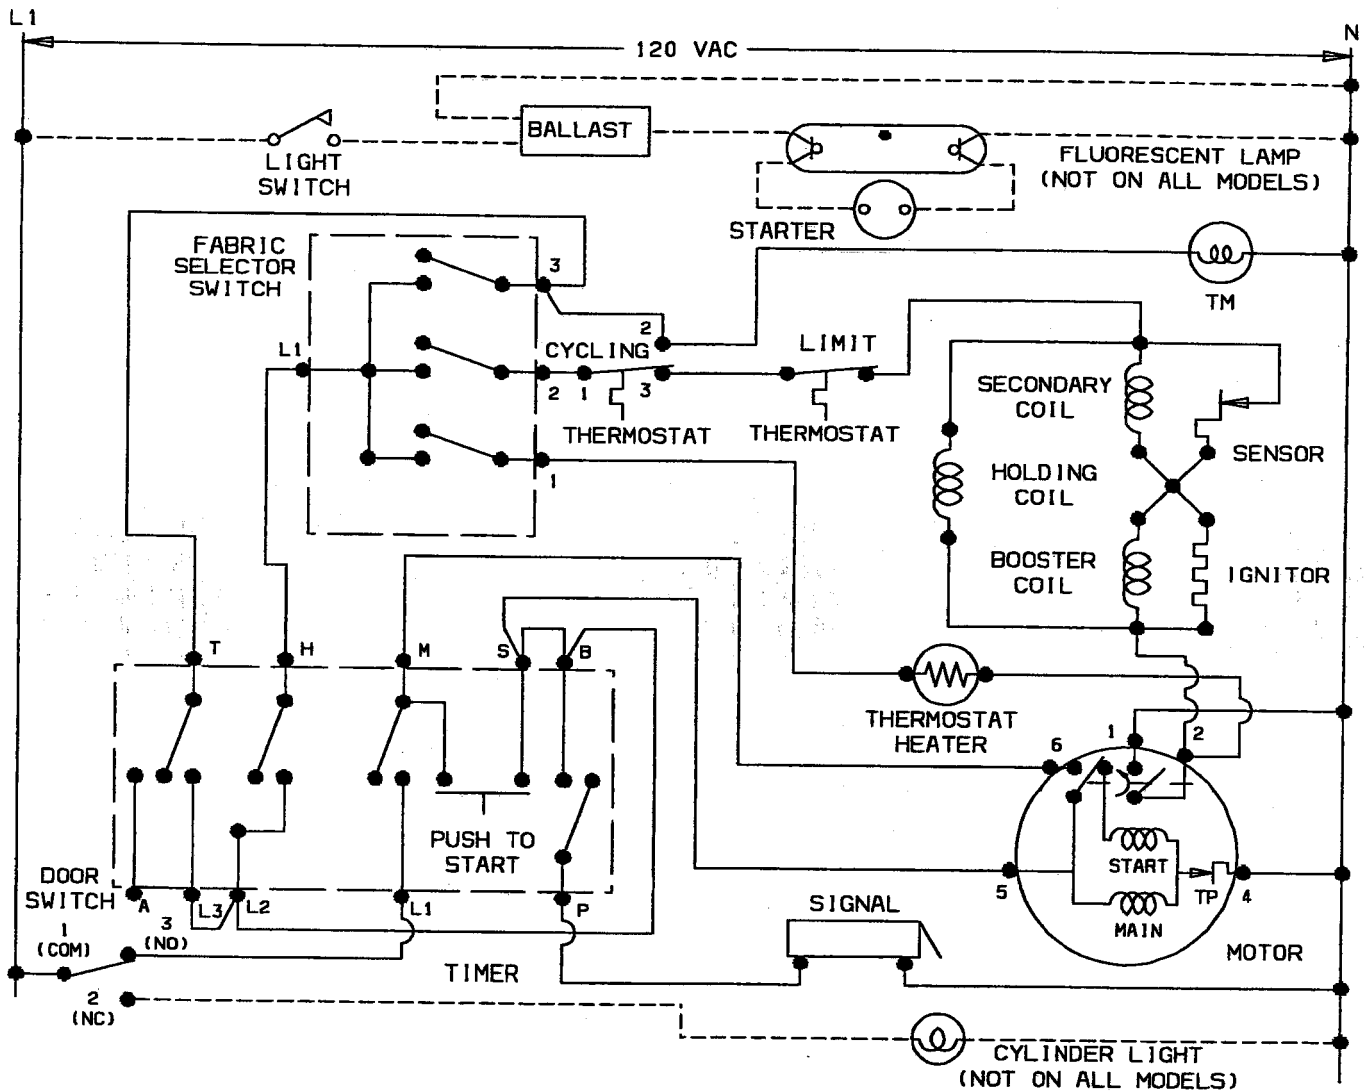 L1
N
120 VAC
BALLAST
LIGHT
SWITCH
FLUORESCENT LAMP
(NOT ON ALL MODELS)
STARTER
FABRIC
SELECTOR
SWITCH
3
TM
2
L1
CYCLING
LIMIT
2
1
3
THERMOSTAT
THERMOSTAT
SECONDARY
COIL
SENSOR
1
HOLDING
COIL
BOOSTER
COIL
IGNITOR
T
H
M
S
B
THERMOSTAT
HEATER
6
1
2
PUSH TO
START
START
MAIN
TP
5
4
MOTOR
DOOR
SWITCH
A
L3
L2
L1
P
1
(COM)
3
(NO)
2
(NC)
TIMER
SIGNAL
CYLINDER LIGHT
(NOT ON ALL MODELS)